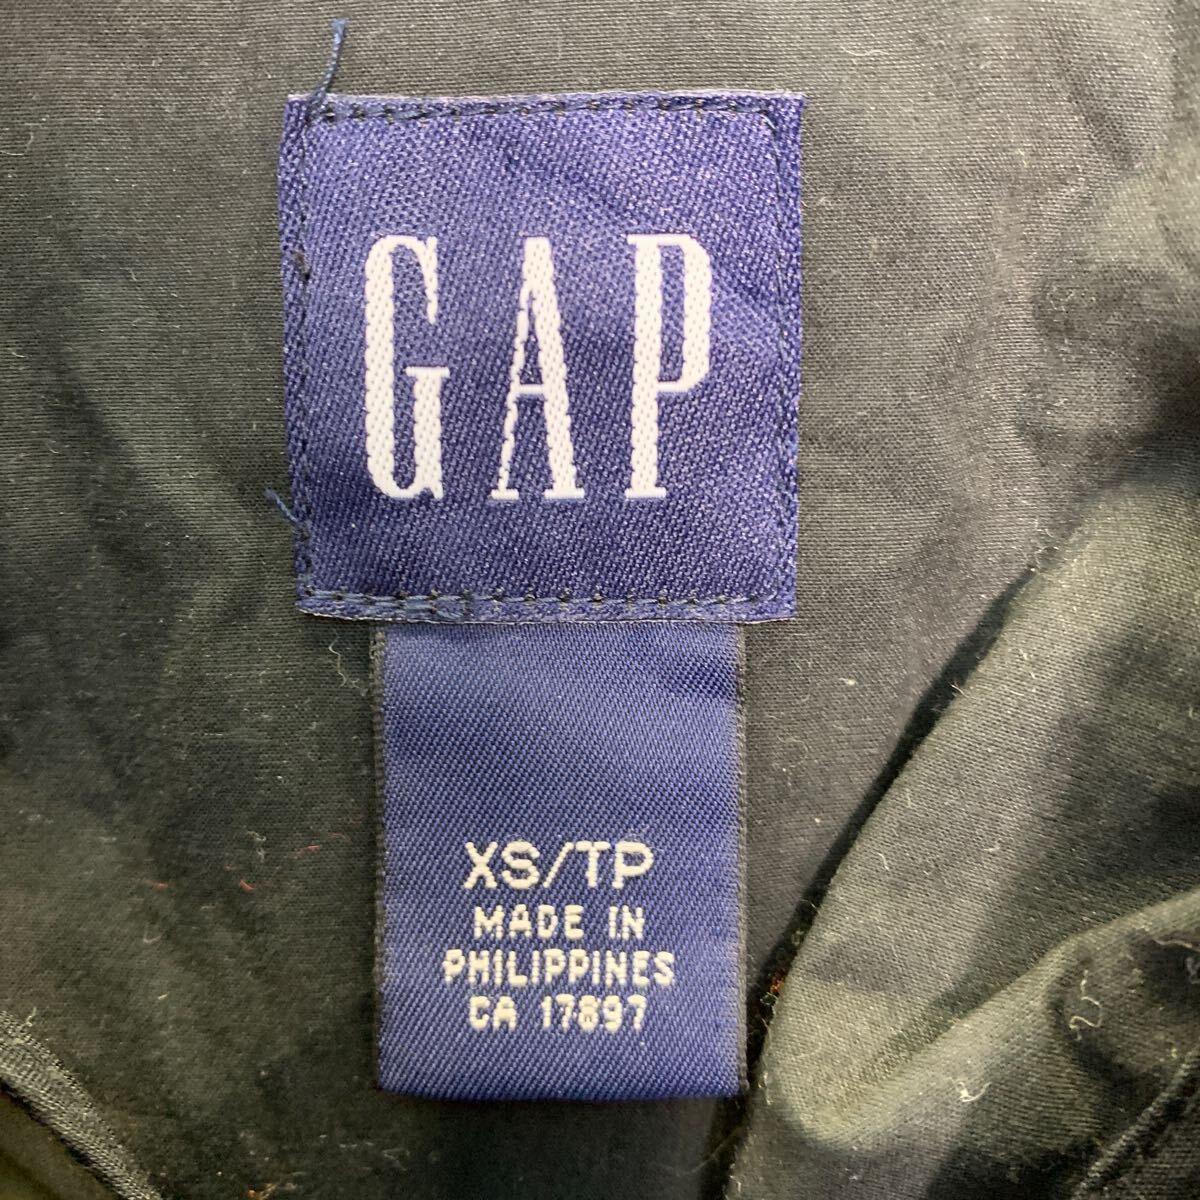 GAP
XS/TP
MADE IN
PHILIPPINES
CA 17897